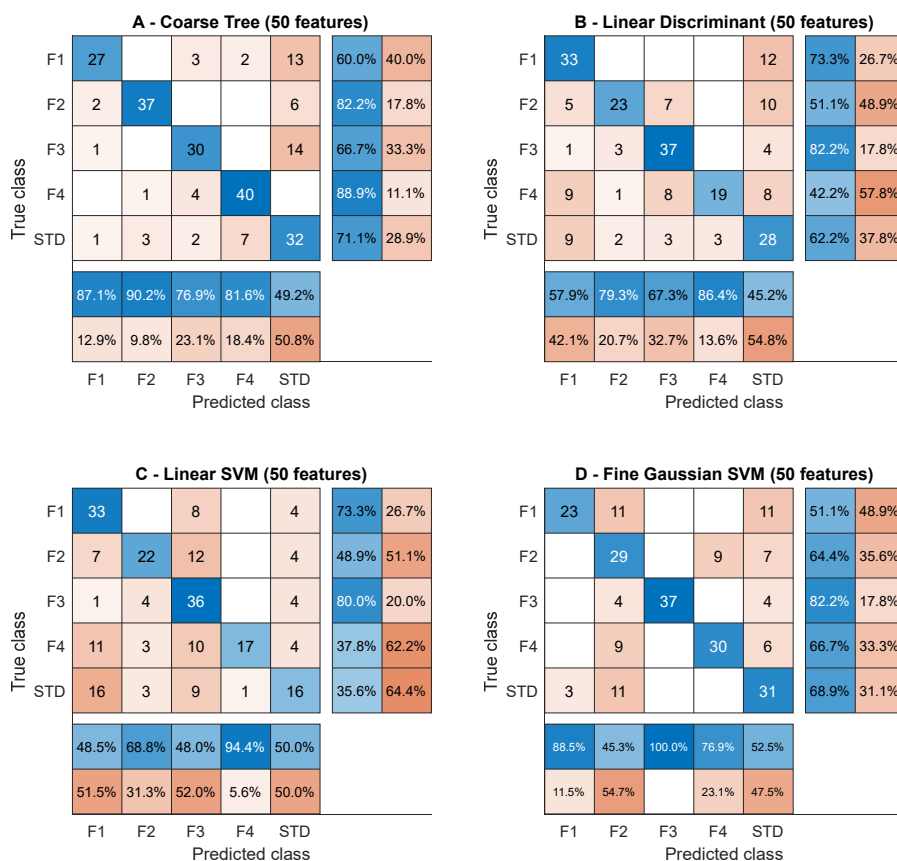 A - Coarse Tree (50 features)
F1 27 3 2 13 60.0% 40.0%
F2 2 37 6 82.2% 17.8%
F3 1 30 14 66.7% 33.3%
F4 1 4 40 88.9% 11.1%
STD 1 3 2 7 32 71.1% 28.9%
True class
87.1% 90.2% 76.9% 81.6% 49.2%
12.9% 9.8% 23.1% 18.4% 50.8%
F1 F2 F3 F4 STD
Predicted class
B - Linear Discriminant (50 features)
F1 33 12 73.3% 26.7%
F2 5 23 7 10 51.1% 48.9%
F3 1 3 37 4 82.2% 17.8%
F4 9 1 8 19 8 42.2% 57.8%
STD 9 2 3 3 28 62.2% 37.8%
True class
57.9% 79.3% 67.3% 86.4% 45.2%
42.1% 20.7% 32.7% 13.6% 54.8%
F1 F2 F3 F4 STD
Predicted class
C - Linear SVM (50 features)
F1 33 8 4 73.3% 26.7%
F2 7 22 12 4 48.9% 51.1%
F3 1 4 36 4 80.0% 20.0%
F4 11 3 10 17 4 37.8% 62.2%
STD 16 3 9 1 16 35.6% 64.4%
True class
48.5% 68.8% 48.0% 94.4% 50.0%
51.5% 31.3% 52.0% 5.6% 50.0%
F1 F2 F3 F4 STD
Predicted class
D - Fine Gaussian SVM (50 features)
F1 23 11 11 51.1% 48.9%
F2 29 9 7 64.4% 35.6%
F3 4 37 4 82.2% 17.8%
F4 9 30 6 66.7% 33.3%
STD 3 11 31 68.9% 31.1%
True class
88.5% 45.3% 100.0% 76.9% 52.5%
11.5% 54.7% 23.1% 47.5%
F1 F2 F3 F4 STD
Predicted class